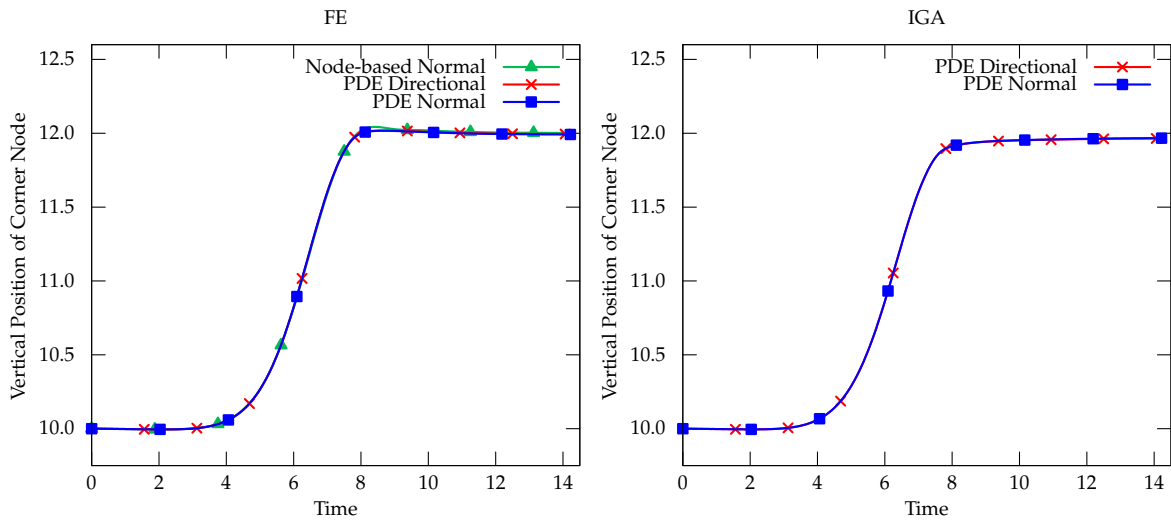 FE
Vertical Position of Corner Node
12.5
12.0
11.5
11.0
10.5
10.0
Node-based Normal
PDE Directional
PDE Normal
0 2 4 6 8 10 12 14
Time
IGA
Vertical Position of Corner Node
12.5
12.0
11.5
11.0
10.5
10.0
PDE Directional
PDE Normal
0 2 4 6 8 10 12 14
Time